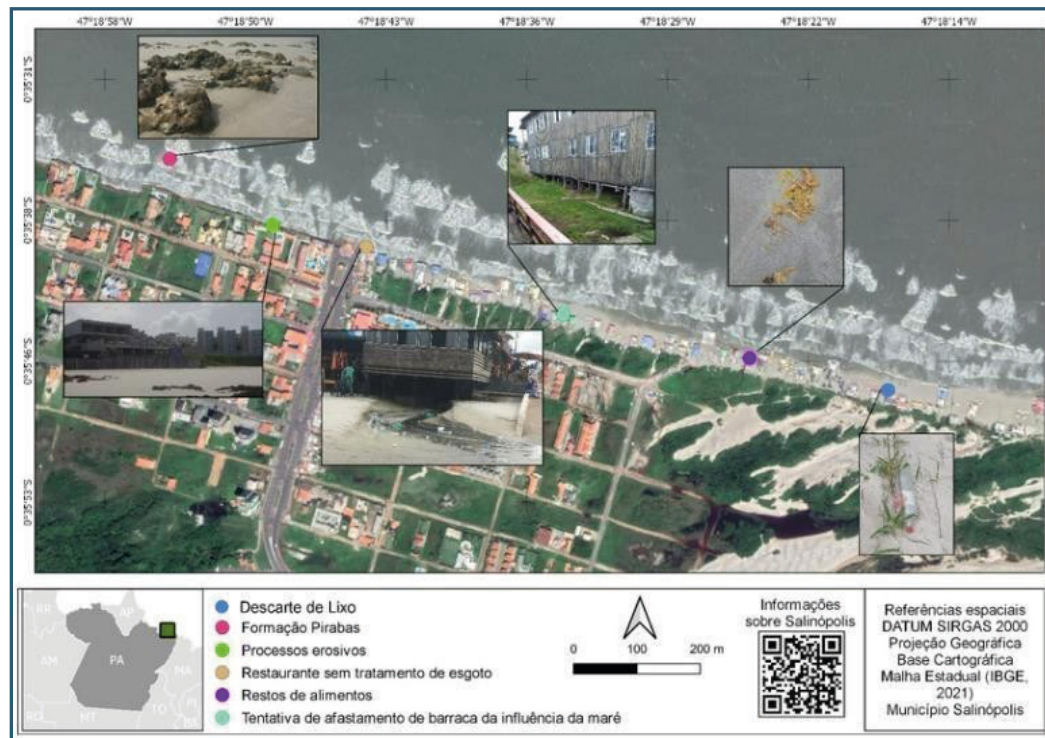 47°18'58"W 47°18'50"W 47°18'43"W 47°18'36"W 47°18'29"W 47°18'22"W 47°18'14"W
0°35'31"S
0°35'38"S
0°35'46"S
0°35'53"S
RR
AP
AM
PA
MA
TO
PI
RO
MT
BA
Descarte de Lixo
Formação Pirabas
Processos erosivos
Restaurante sem tratamento de esgoto
Restos de alimentos
Tentativa de afastamento de barraca da influência da maré
0 100 200 m
Informações
sobre Salinópolis
Referências espaciais
DATUM SIRGAS 2000
Projeção Geográfica
Base Cartográfica
Malha Estadual (IBGE,
2021)
Município Salinópolis